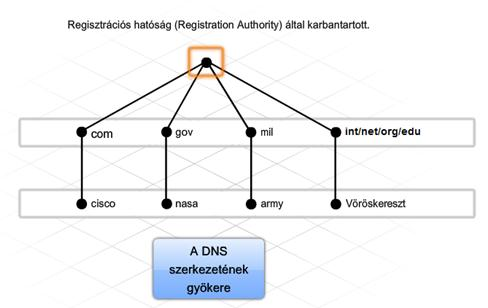 Regisztrációs hatóság (Registration Authority) által karbantartott.
com gov mil int/net/org/edu
cisco nasa army Vöröskereszt
A DNS
szerkezetének
gyökere